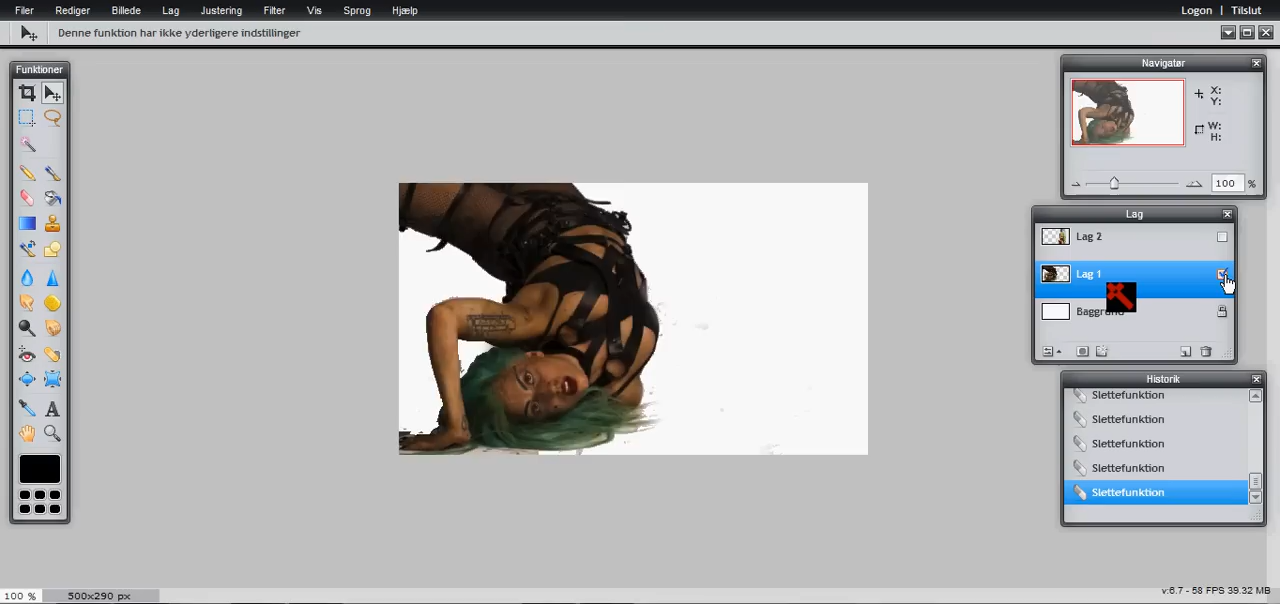 Filer Rediger Billede Lag Justering Filter Vis Sprog Hjælp Logon | Tilslut
Denne funktion har ikke yderligere indstillinger
Funktioner
Navigatør
X:
Y:
W:
H:
100 %
Lag
Lag 2
Lag 1
Historik
Slettefunktion
Slettefunktion
Slettefunktion
Slettefunktion
Slettefunktion
100 % 500x290 px
v:6.7 - 58 FPS 39.32 MB